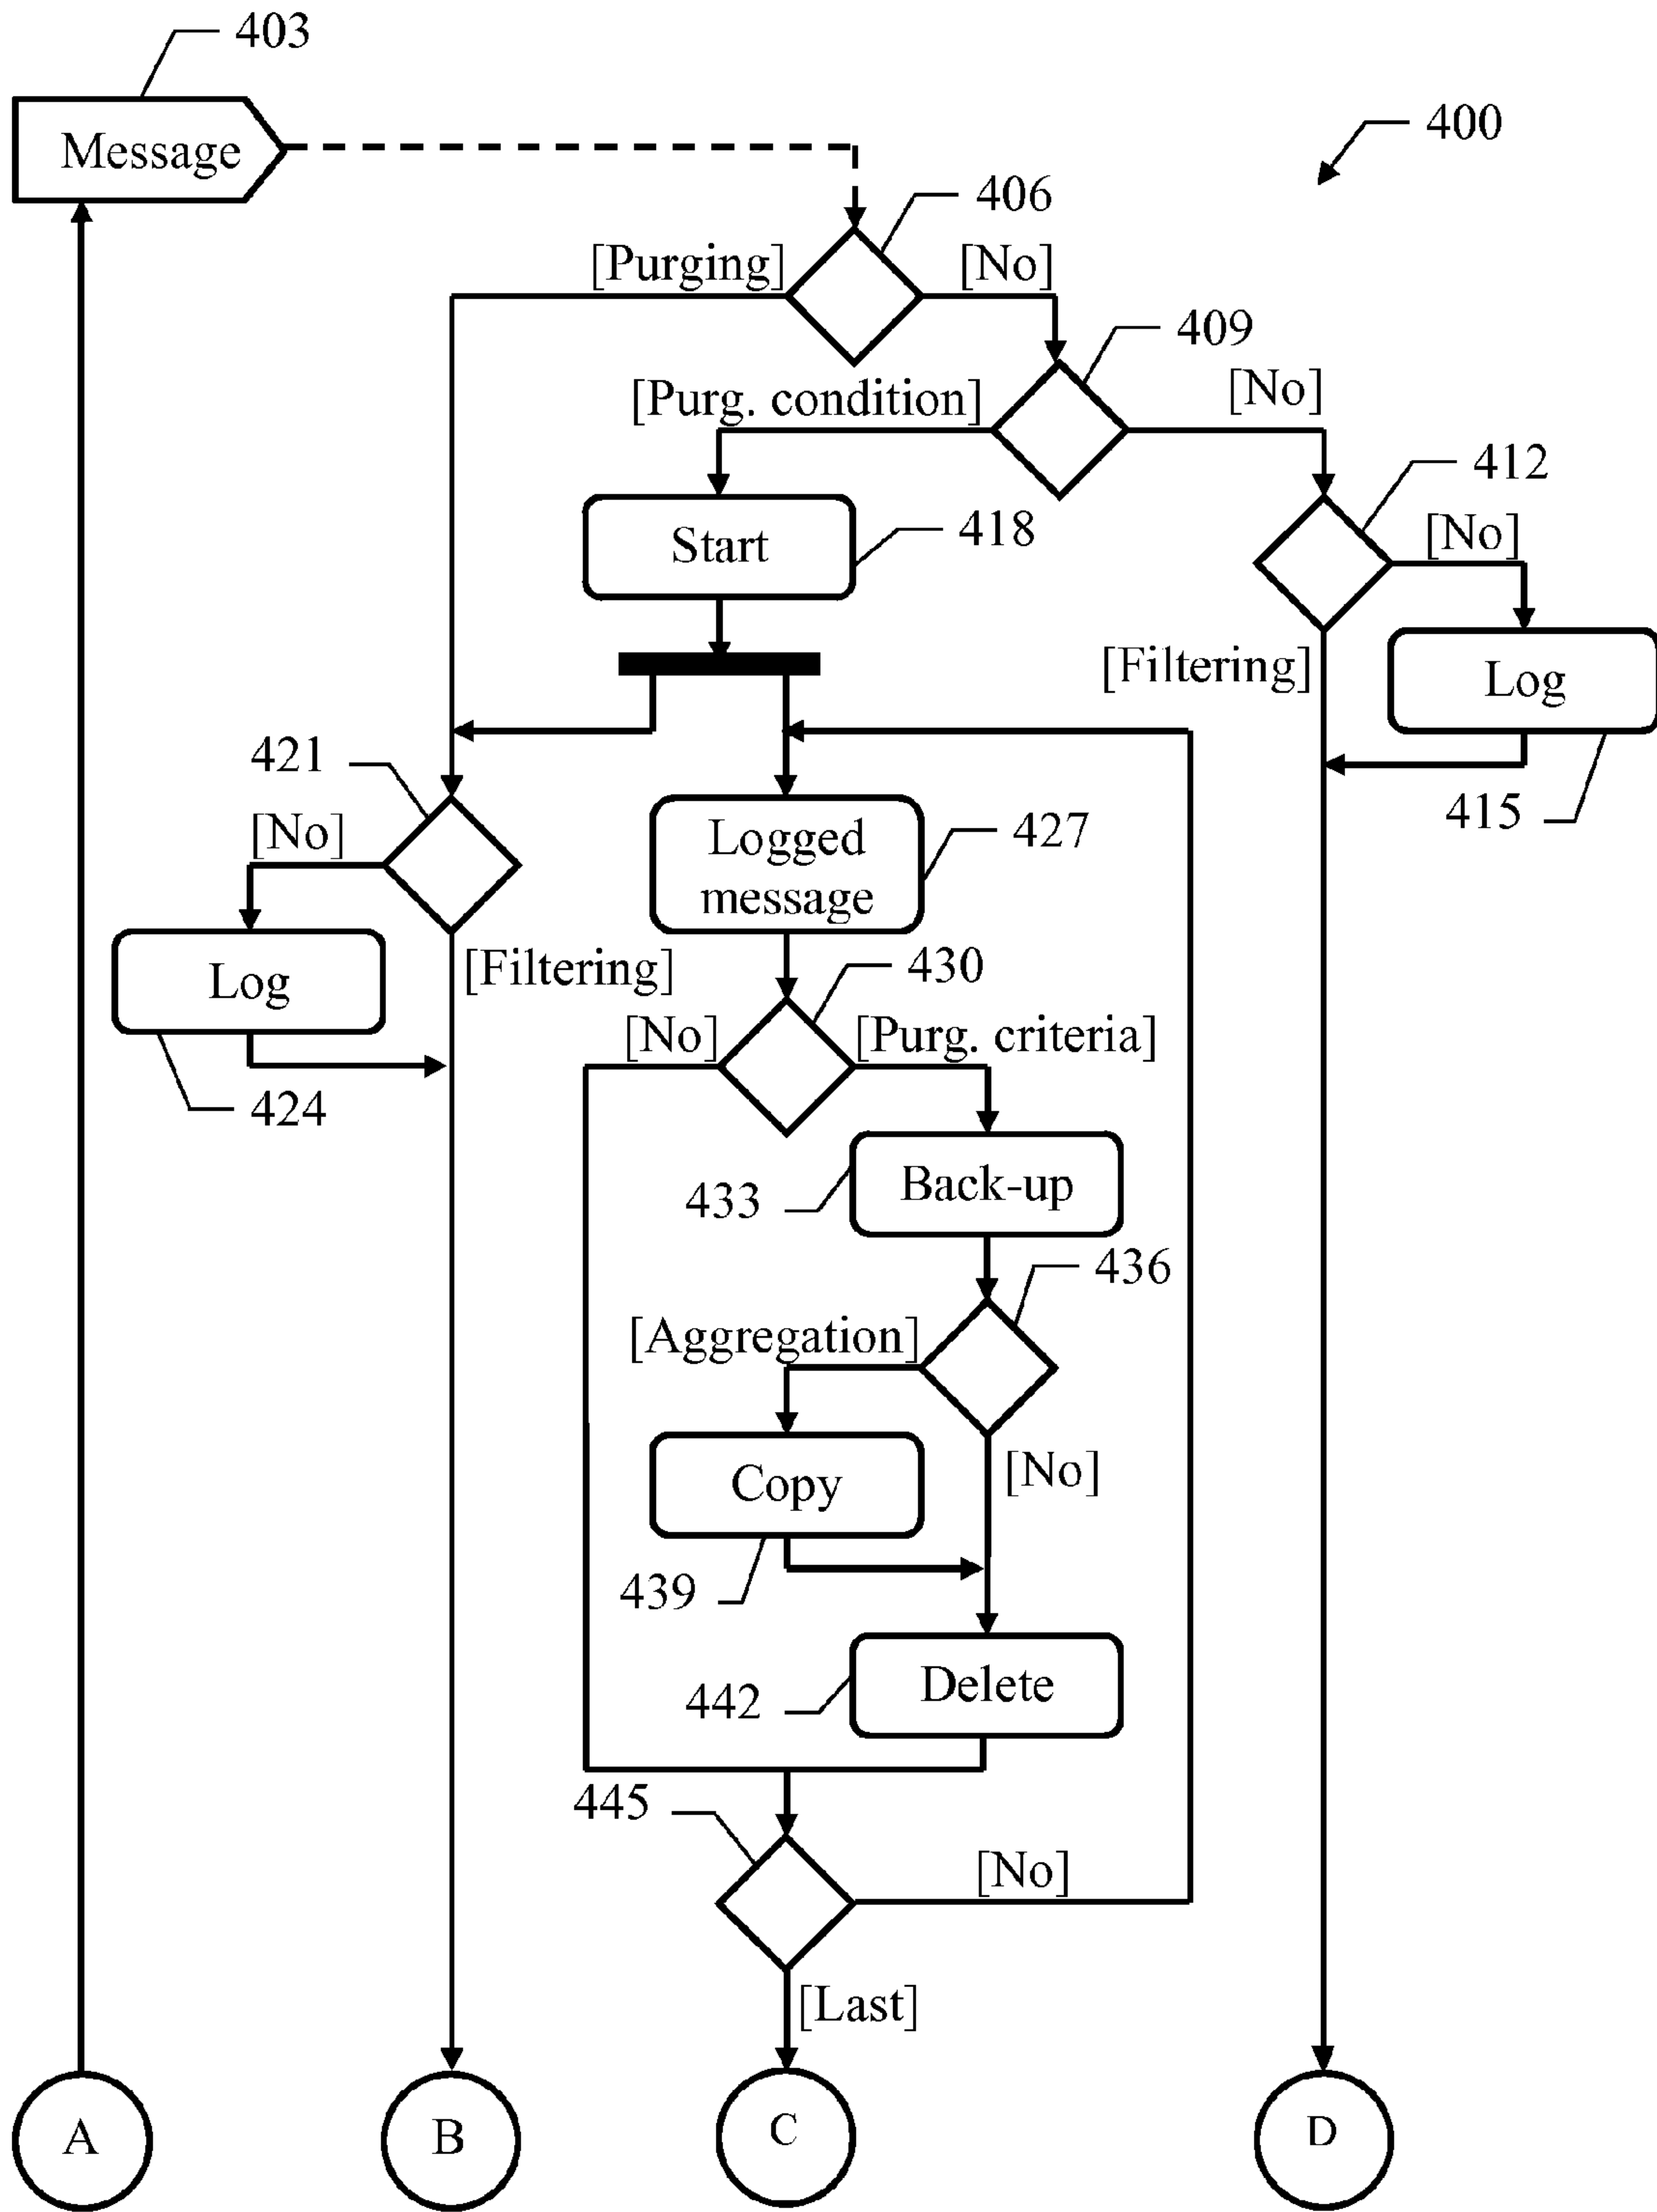 403
Message
400
406
[Purging]
[No]
409
[Purg. condition]
[No]
412
[No]
Start
418
[Filtering]
Log
415
421
[No]
Logged
message
427
Log
[Filtering]
430
[No]
[Purg. criteria]
424
Back-up
433
436
[Aggregation]
Copy
[No]
439
Delete
442
445
[No]
[Last]
A
B
C
D